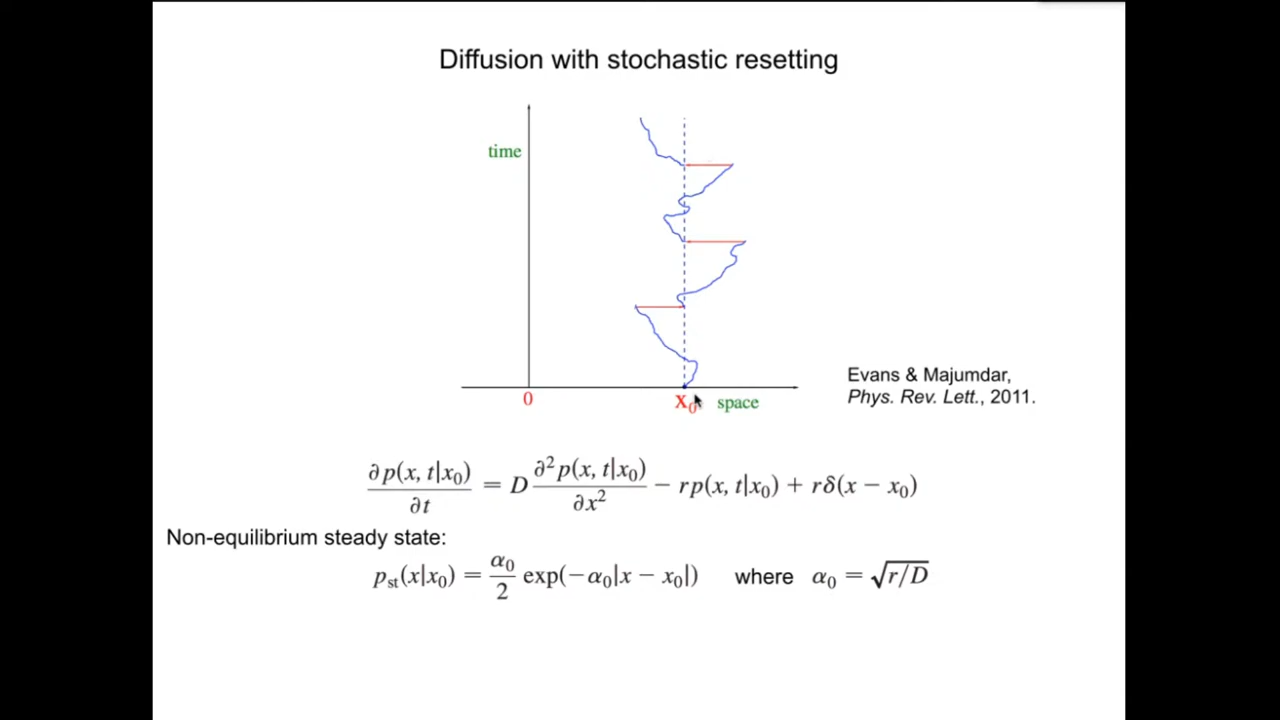 Diffusion with stochastic resetting
time
0
X₀
space
Evans & Majumdar,
Phys. Rev. Lett., 2011.
∂p(x, t|x₀)/∂t = D ∂²p(x, t|x₀)/∂x² − rp(x, t|x₀) + rδ(x − x₀)
Non-equilibrium steady state:
pₛₜ(x|x₀) = α₀/2 exp(−α₀|x − x₀|) where α₀ = √r/D